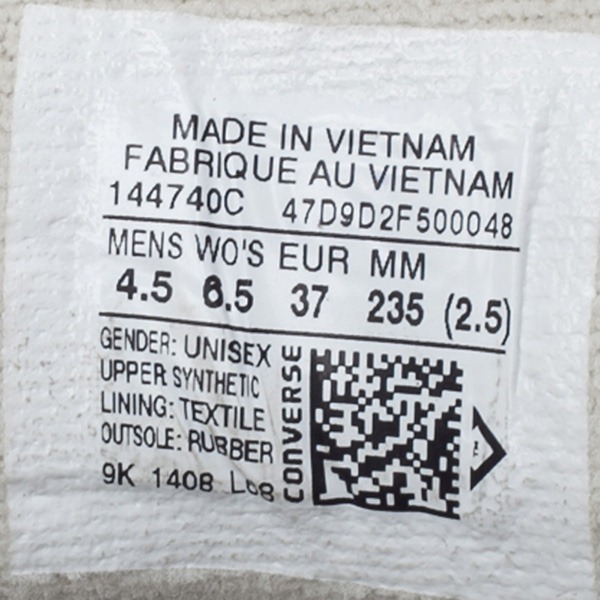 MADE IN VIETNAM
FABRIQUE AU VIETNAM
144740C 47D9D2F500048
MENS WO'S EUR MM
4.5 6.5 37 235 (2.5)
GENDER: UNISEX
UPPER SYNTHETIC
LINING: TEXTILE
OUTSOLE: RUBBER
9K 1408 L08
CONVERSE